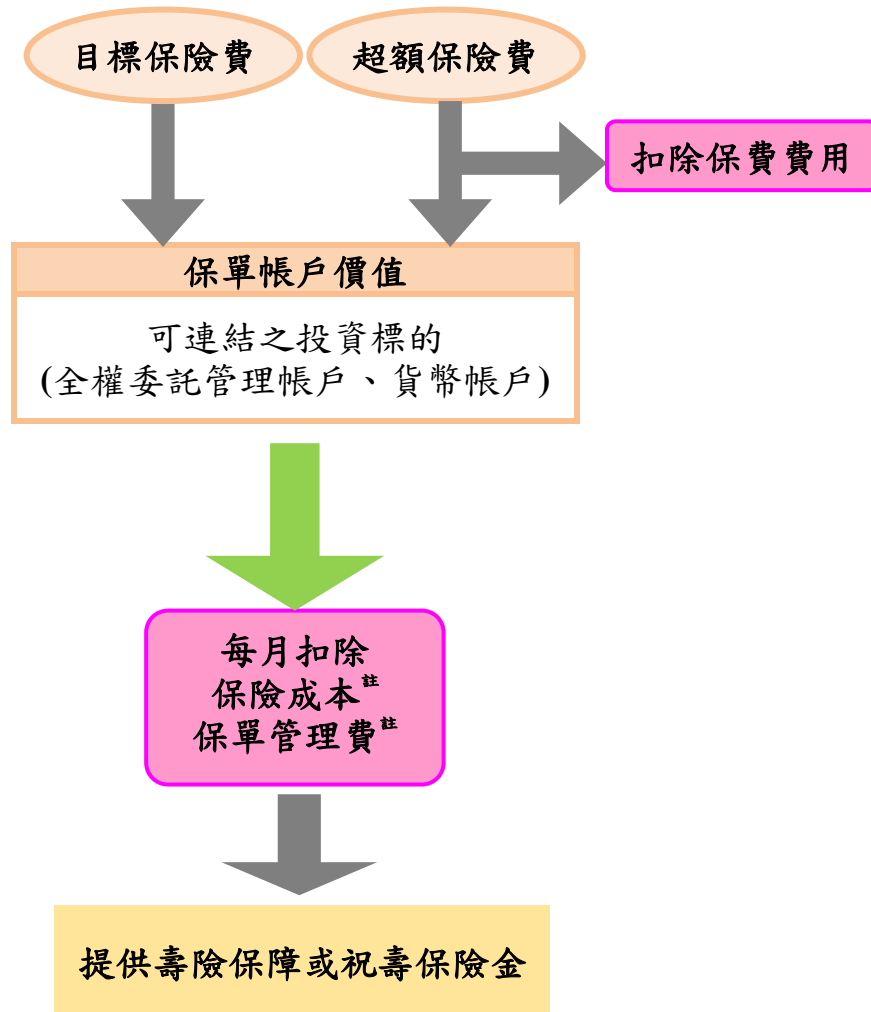 目標保險費
超額保險費
扣除保費費用
保單帳戶價值
可連結之投資標的
(全權委託管理帳戶、貨幣帳戶)
每月扣除
保險成本註
保單管理費註
提供壽險保障或祝壽保險金